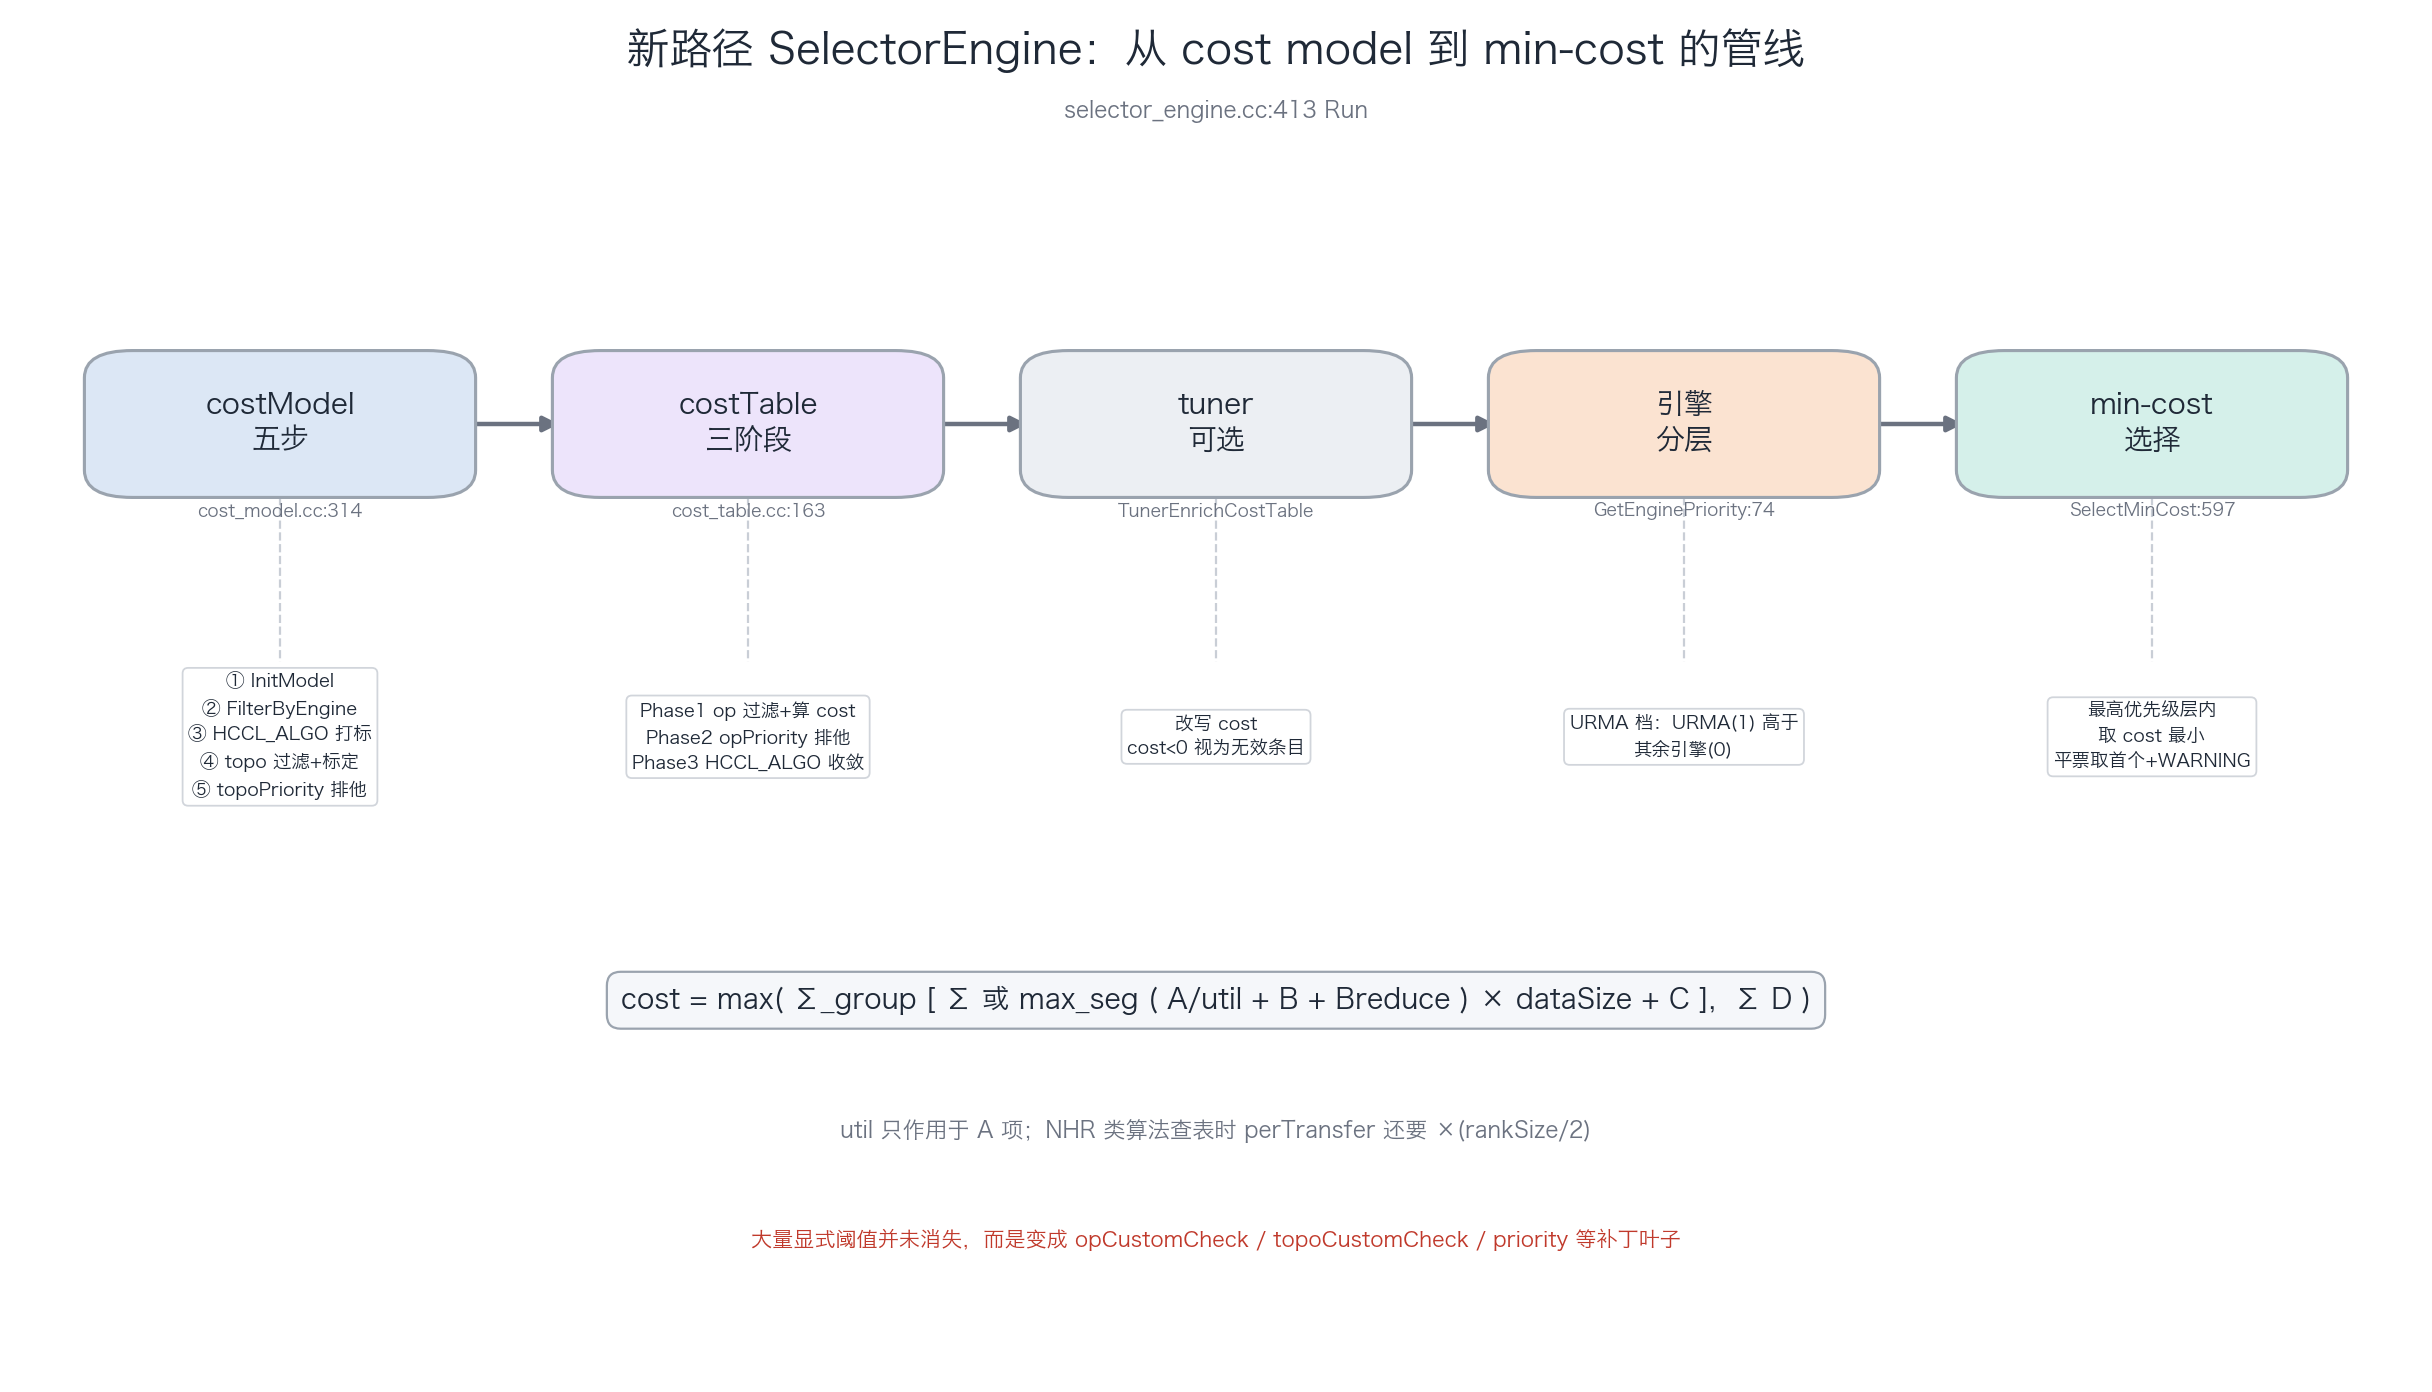 新路径 SelectorEngine：从 cost model 到 min-cost 的管线
selector_engine.cc:413 Run
costModel
五步
costTable
三阶段
tuner
可选
引擎
分层
min-cost
选择
cost_model.cc:314
cost_table.cc:163
TunerEnrichCostTable
GetEnginePriority:74
SelectMinCost:597
① InitModel
② FilterByEngine
③ HCCL_ALGO 打标
④ topo 过滤+标定
⑤ topoPriority 排他
Phase1 op 过滤+算 cost
Phase2 opPriority 排他
Phase3 HCCL_ALGO 收敛
改写 cost
cost<0 视为无效条目
URMA 档：URMA(1) 高于
其余引擎(0)
最高优先级层内
取 cost 最小
平票取首个+WARNING
cost = max( Σ_group [ Σ 或 max_seg ( A/util + B + Breduce ) × dataSize + C ]，Σ D )
util 只作用于 A 项；NHR 类算法查表时 perTransfer 还要 ×(rankSize/2)
大量显式阈值并未消失，而是变成 opCustomCheck / topoCustomCheck / priority 等补丁叶子